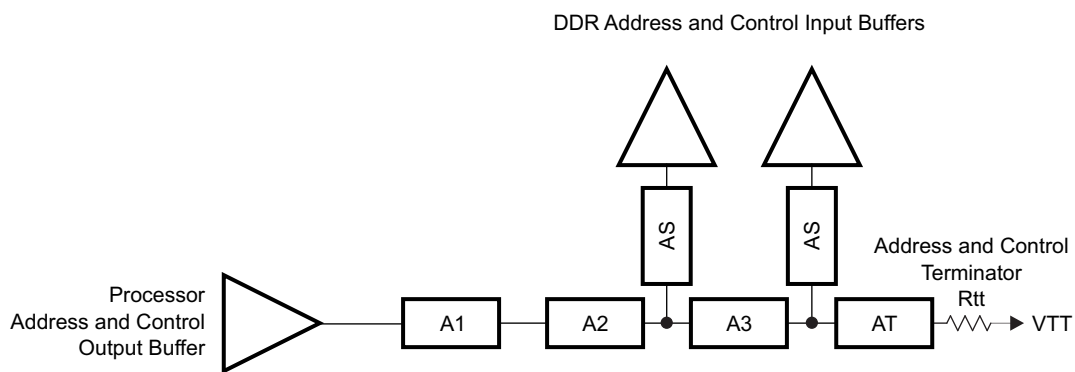 DDR Address and Control Input Buffers
AS
AS
Address and Control
Terminator
Rtt
Processor
Address and Control
Output Buffer
A1
A2
A3
AT
VTT